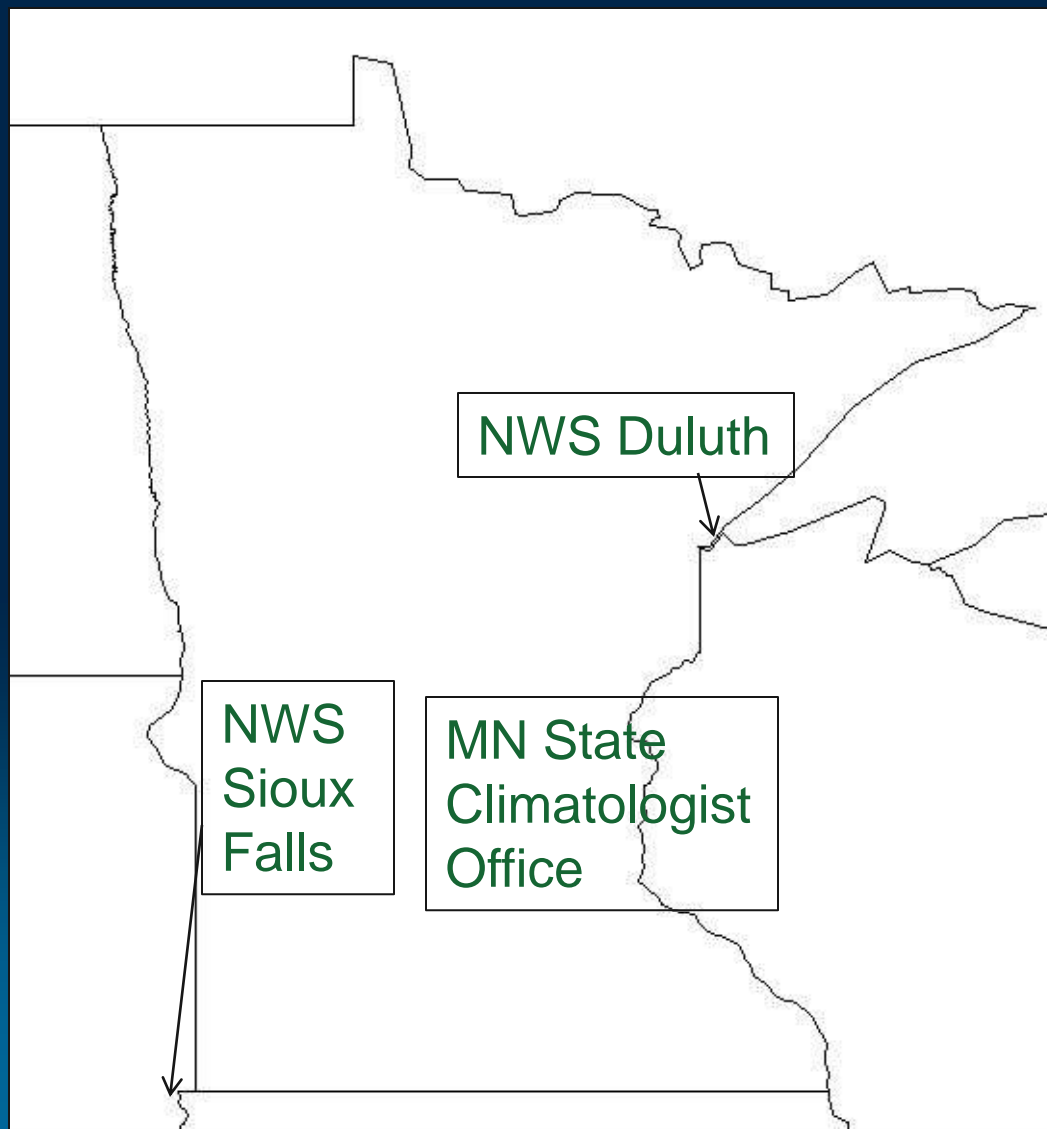 NWS Duluth
NWS
Sioux
Falls
MN State
Climatologist
Office